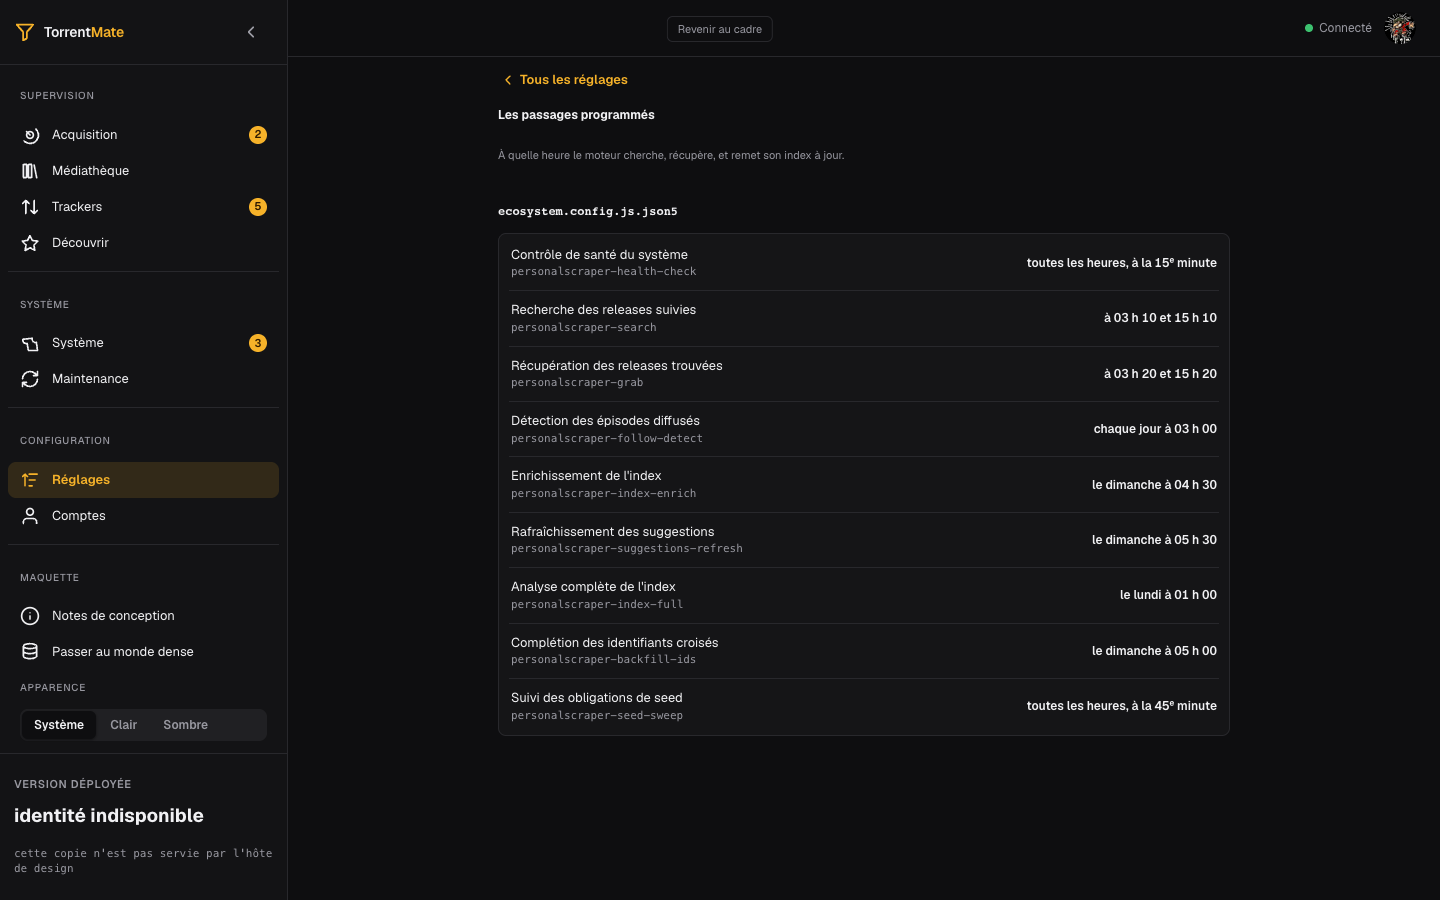 TorrentMate
Revenir au cadre
Connecté
SUPERVISION
Acquisition
2
Médiathèque
Trackers
5
Découvrir
SYSTÈME
Système
3
Maintenance
CONFIGURATION
Réglages
Comptes
MAQUETTE
Notes de conception
Passer au monde dense
APPARENCE
Système Clair Sombre
VERSION DÉPLOYÉE
identité indisponible
cette copie n'est pas servie par l'hôte
de design
Tous les réglages
Les passages programmés
À quelle heure le moteur cherche, récupère, et remet son index à jour.
ecosystem.config.js.json5
Contrôle de santé du système
personalscraper-health-check
toutes les heures, à la 15ᵉ minute
Recherche des releases suivies
personalscraper-search
à 03 h 10 et 15 h 10
Récupération des releases trouvées
personalscraper-grab
à 03 h 20 et 15 h 20
Détection des épisodes diffusés
personalscraper-follow-detect
chaque jour à 03 h 00
Enrichissement de l'index
personalscraper-index-enrich
le dimanche à 04 h 30
Rafraîchissement des suggestions
personalscraper-suggestions-refresh
le dimanche à 05 h 30
Analyse complète de l'index
personalscraper-index-full
le lundi à 01 h 00
Complétion des identifiants croisés
personalscraper-backfill-ids
le dimanche à 05 h 00
Suivi des obligations de seed
personalscraper-seed-sweep
toutes les heures, à la 45ᵉ minute